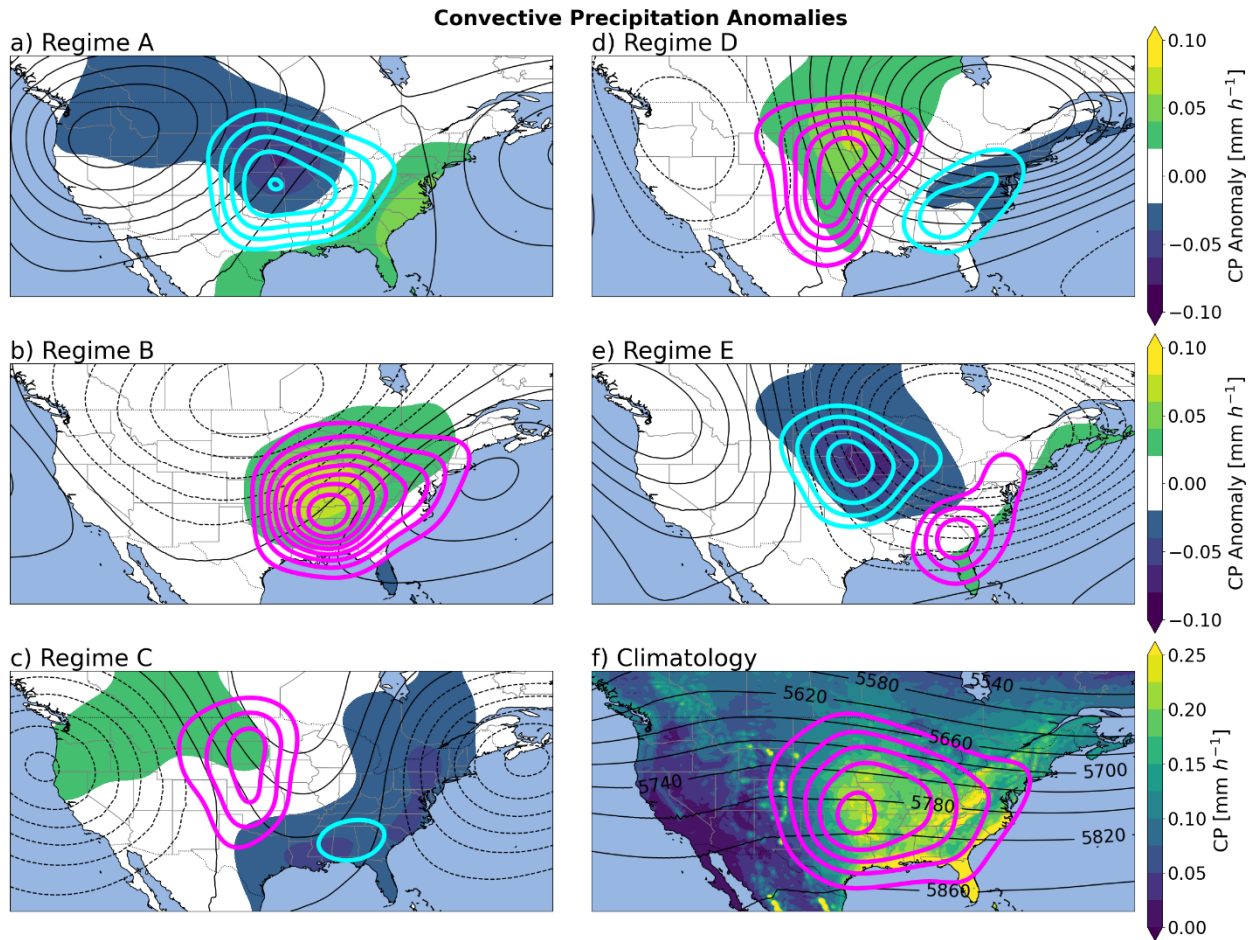 Convective Precipitation Anomalies
a) Regime A
d) Regime D
0.10
0.05
0.00
−0.05
−0.10
CP Anomaly [mm h⁻¹]
b) Regime B
e) Regime E
0.10
0.05
0.00
−0.05
−0.10
CP Anomaly [mm h⁻¹]
c) Regime C
f) Climatology
5540
5580
5620
5660
5700
5740
5780
5820
5860
0.25
0.20
0.15
0.10
0.05
0.00
CP [mm h⁻¹]